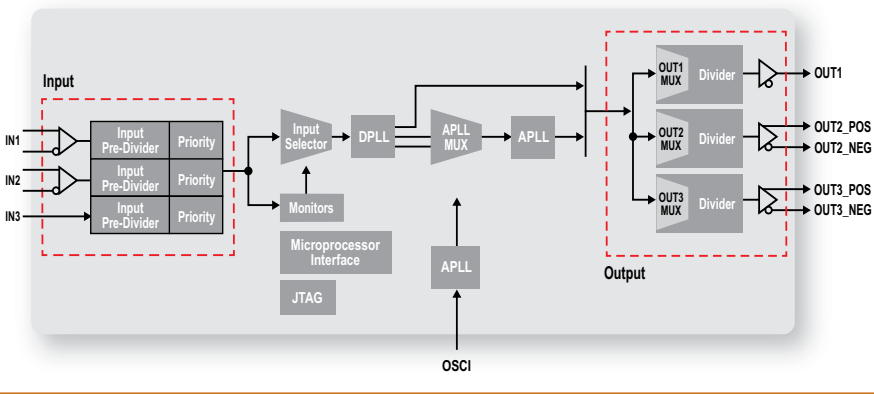 Input
IN1
IN2
IN3
Input
Pre-Divider
Priority
Input
Pre-Divider
Priority
Input
Pre-Divider
Priority
Input
Selector
Monitors
Microprocessor
Interface
JTAG
DPLL
APLL
MUX
APLL
APLL
OSCI
OUT1
MUX
Divider
OUT2
MUX
Divider
OUT3
MUX
Divider
Output
OUT1
OUT2_POS
OUT2_NEG
OUT3_POS
OUT3_NEG